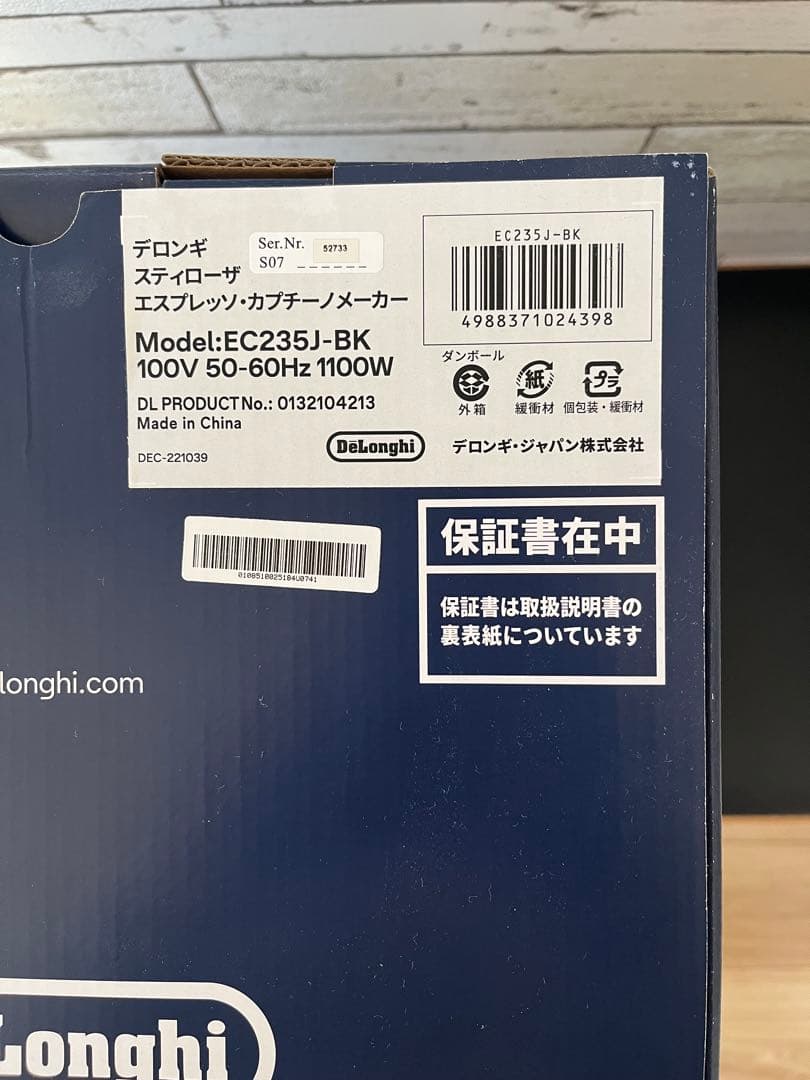 デロンギ
スティローザ
エスプレッソ・カプチーノメーカー
Ser.Nr. 52733
S07
Model:EC235J-BK
100V 50-60Hz 1100W
DL PRODUCT No.: 0132104213
Made in China
DEC-221039
DeLonghi
EC235J-BK
4988371024398
ダンボール
外箱
紙
緩衝材
プラ
個包装・緩衝材
デロンギ・ジャパン株式会社
保証書在中
保証書は取扱説明書の
裏表紙についています
longhi.com
Longhi